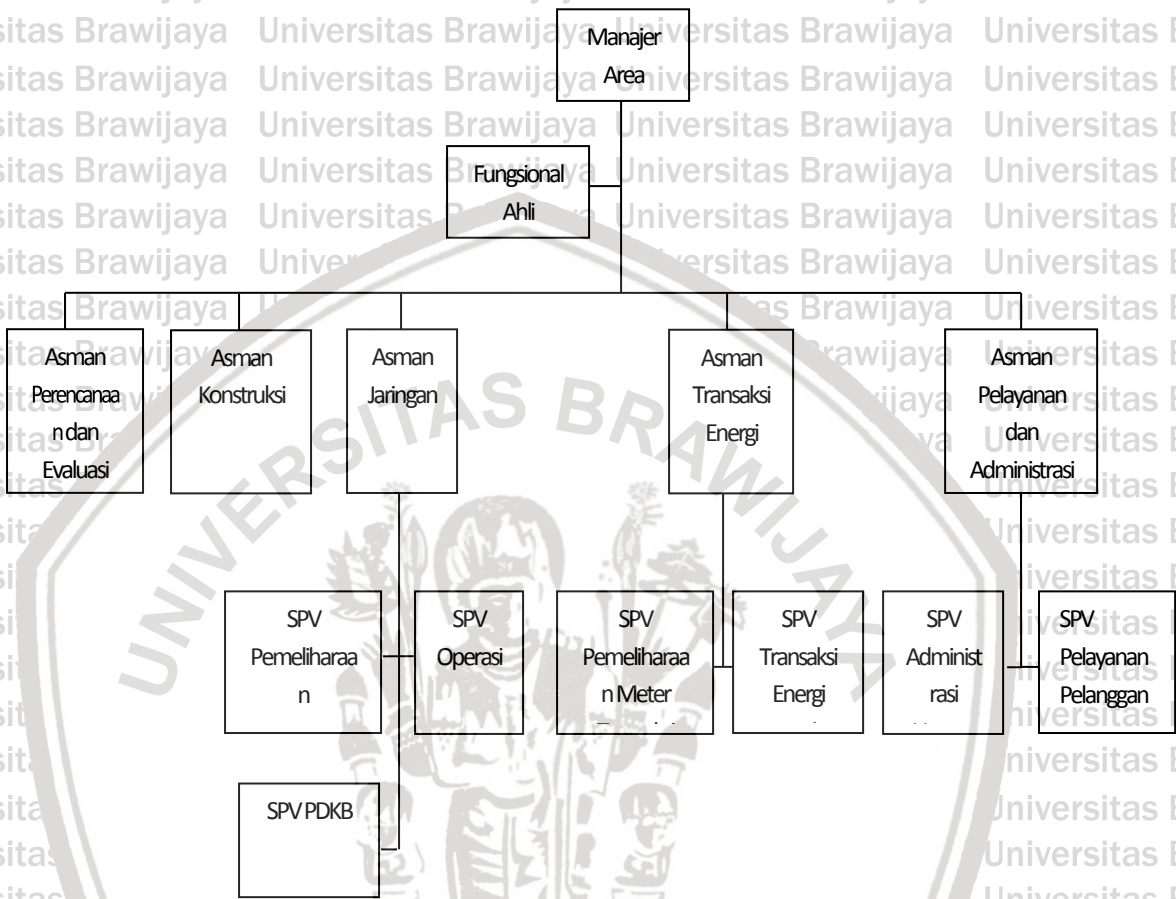 Manajer
Area
Fungsional
Ahli
Asman
Perencanaa
n dan
Evaluasi
Asman
Konstruksi
Asman
Jaringan
Asman
Transaksi
Energi
Asman
Pelayanan
dan
Administrasi
SPV
Pemeliharaa
n
SPV
Operasi
SPV
Pemeliharaa
n Meter
SPV
Transaksi
Energi
SPV
Administ
rasi
SPV
Pelayanan
Pelanggan
SPV PDKB
UNIVERSITAS BRAWIJAYA